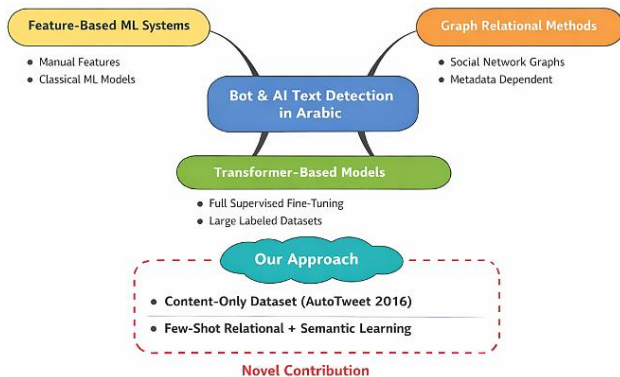 Feature-Based ML Systems
• Manual Features
• Classical ML Models
Graph Relational Methods
• Social Network Graphs
• Metadata Dependent
Bot & AI Text Detection
in Arabic
Transformer-Based Models
• Full Supervised Fine-Tuning
• Large Labeled Datasets
Our Approach
• Content-Only Dataset (AutoTweet 2016)
• Few-Shot Relational + Semantic Learning
Novel Contribution